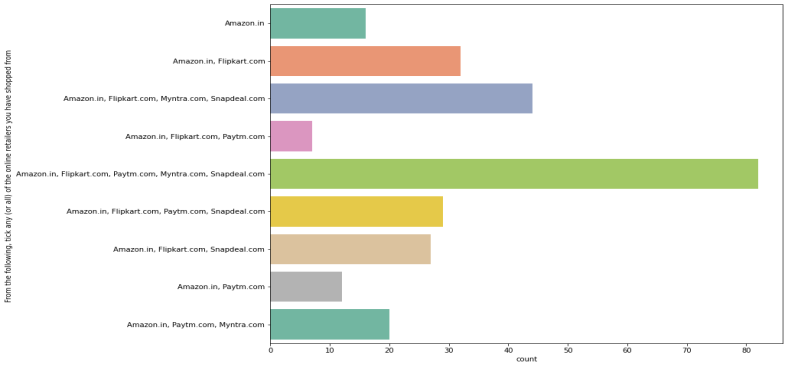 From the following, tick any (or all) of the online retailers you have shopped from
Amazon.in
Amazon.in, Flipkart.com
Amazon.in, Flipkart.com, Myntra.com, Snapdeal.com
Amazon.in, Flipkart.com, Paytm.com
Amazon.in, Flipkart.com, Paytm.com, Myntra.com, Snapdeal.com
Amazon.in, Flipkart.com, Paytm.com, Snapdeal.com
Amazon.in, Flipkart.com, Snapdeal.com
Amazon.in, Paytm.com
Amazon.in, Paytm.com, Myntra.com
0 10 20 30 40 50 60 70 80
count